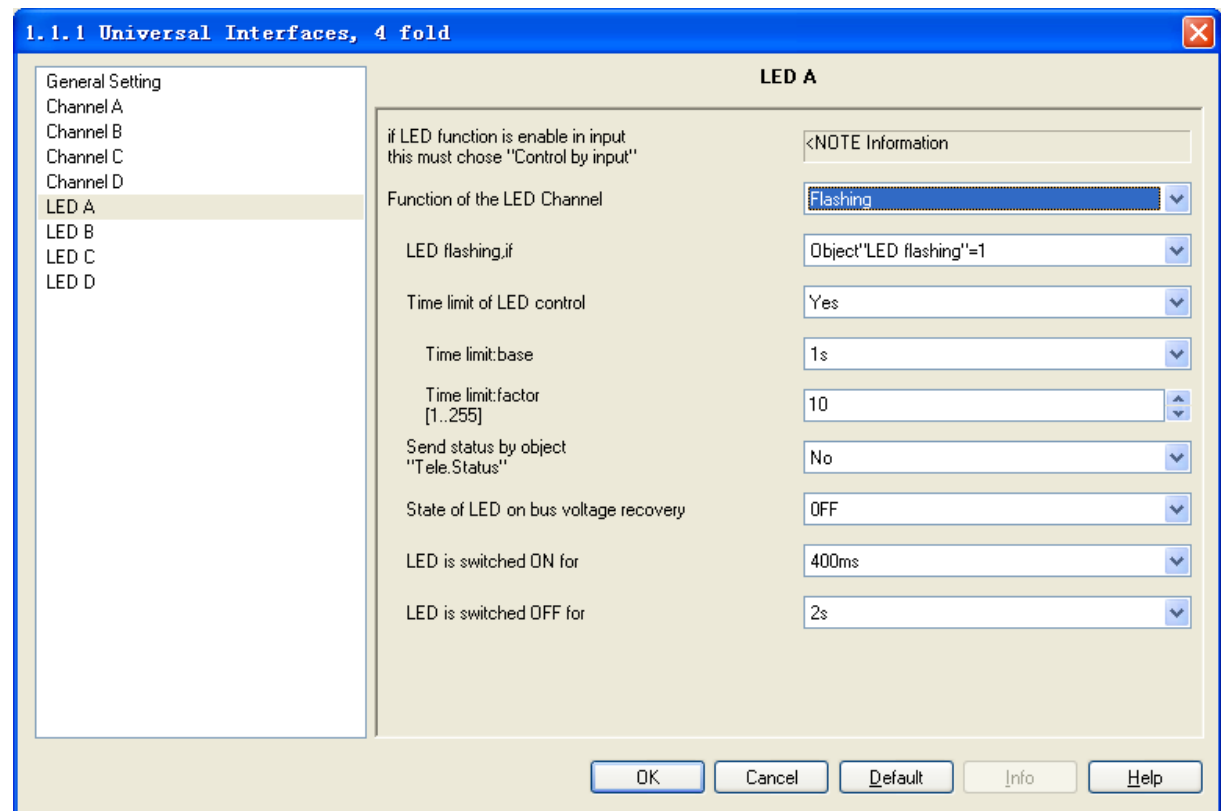 1.1.1 Universal Interfaces, 4 fold
General Setting
Channel A
Channel B
Channel C
Channel D
LED A
LED B
LED C
LED D
LED A
if LED function is enable in input
this must chose "Control by input"
<NOTE Information
Function of the LED Channel
Flashing
LED flashing,if
Object"LED flashing"=1
Time limit of LED control
Yes
Time limit:base
1s
Time limit:factor
[1..255]
10
Send status by object
"Tele.Status"
No
State of LED on bus voltage recovery
OFF
LED is switched ON for
400ms
LED is switched OFF for
2s
OK
Cancel
Default
Info
Help